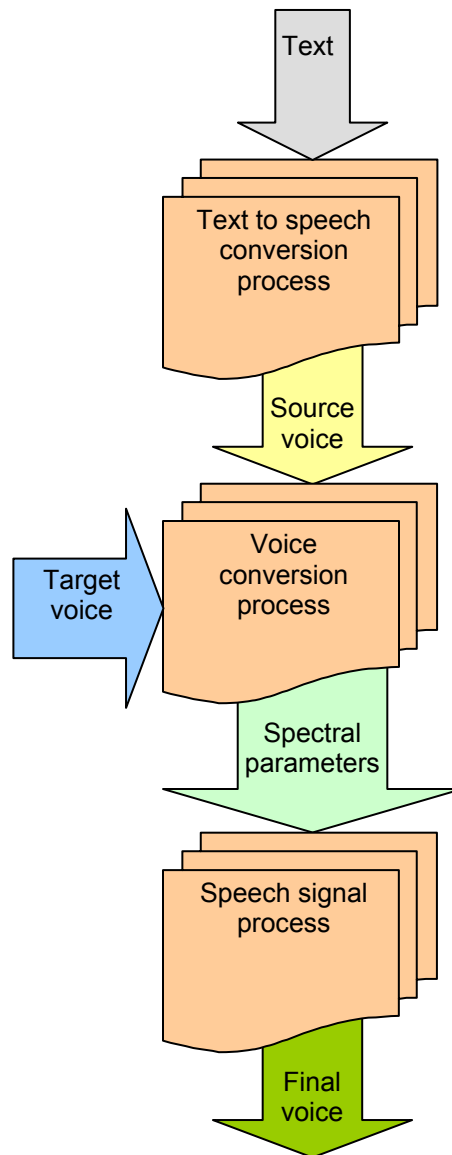 Text
Text to speech
conversion
process
Source
voice
Voice
conversion
process
Target
voice
Spectral
parameters
Speech signal
process
Final
voice